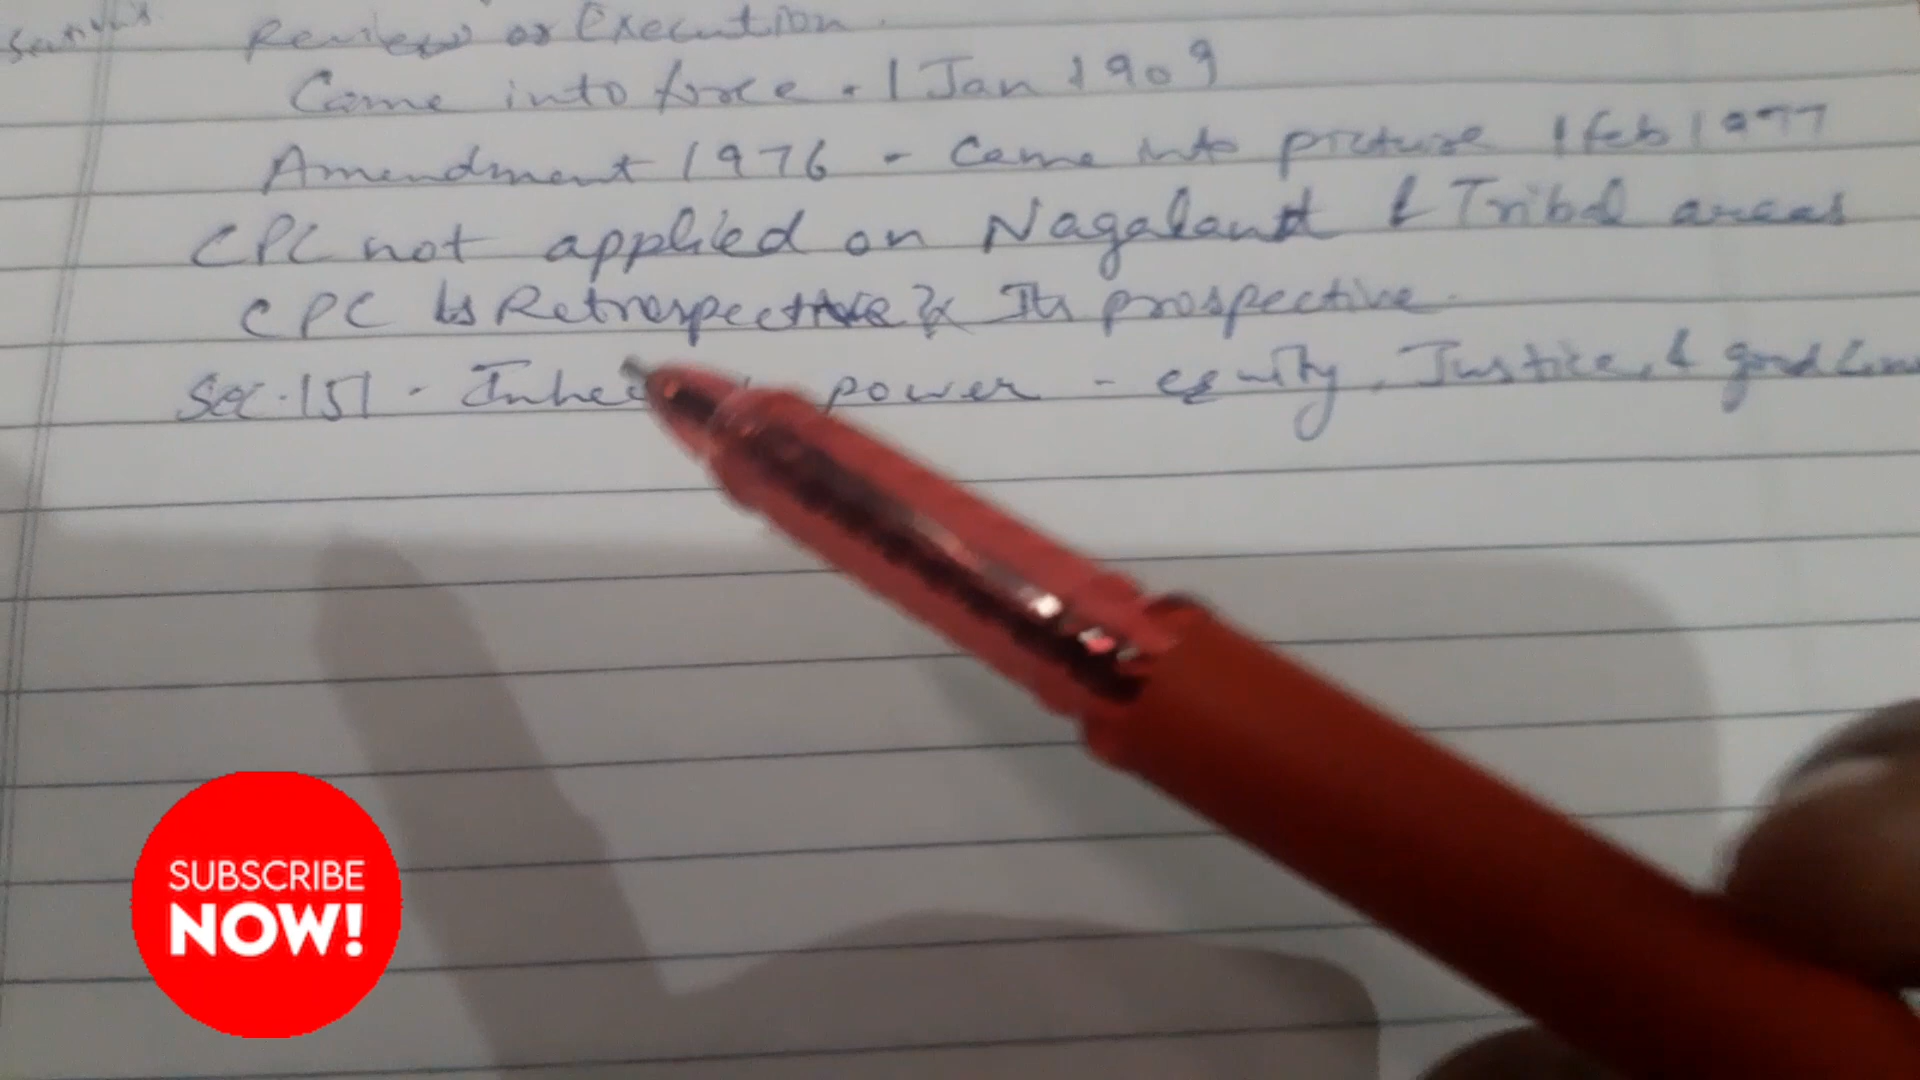 Review or Execution.
Came into force - 1 Jan 1909
Amendment 1976 - Came into picture 1 Feb 1977
CPC not applied on Nagaland & Tribal areas
CPC Is Retrospective? Its prospective.
Sec. 151 - power - equity, Justice, & good
SUBSCRIBE
NOW!